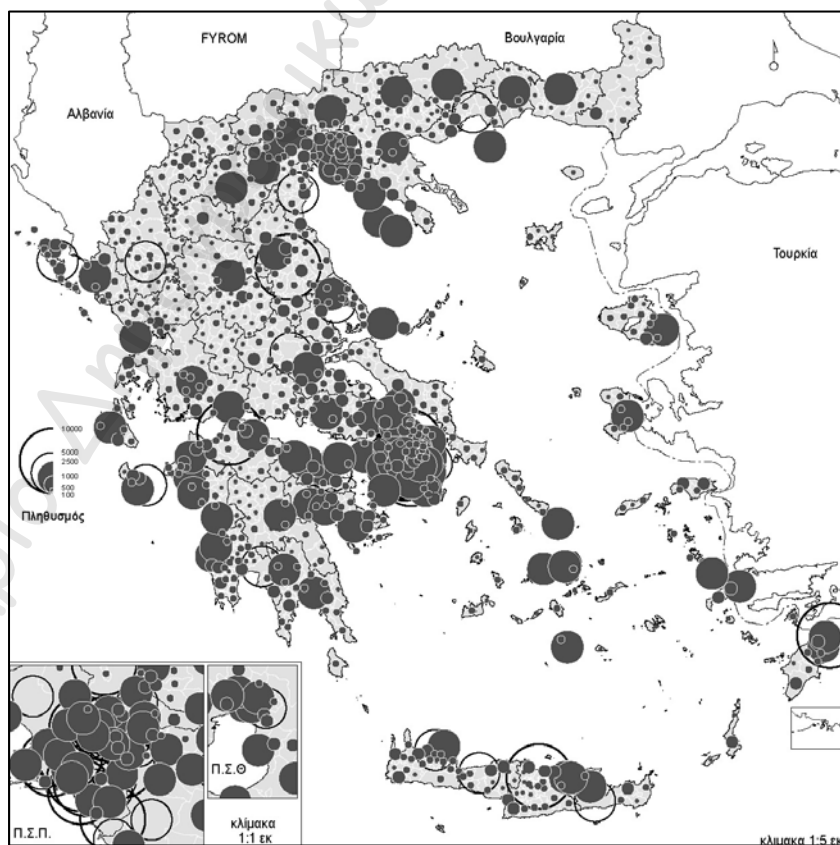 FYROM
Βουλγαρία
Αλβανία
Τουρκία
10000
5000
2500
1000
500
100
Πληθυσμός
Π.Σ.Π.
Π.Σ.Θ
κλίμακα
1:1 εκ
κλιμακα 1:5 εκ